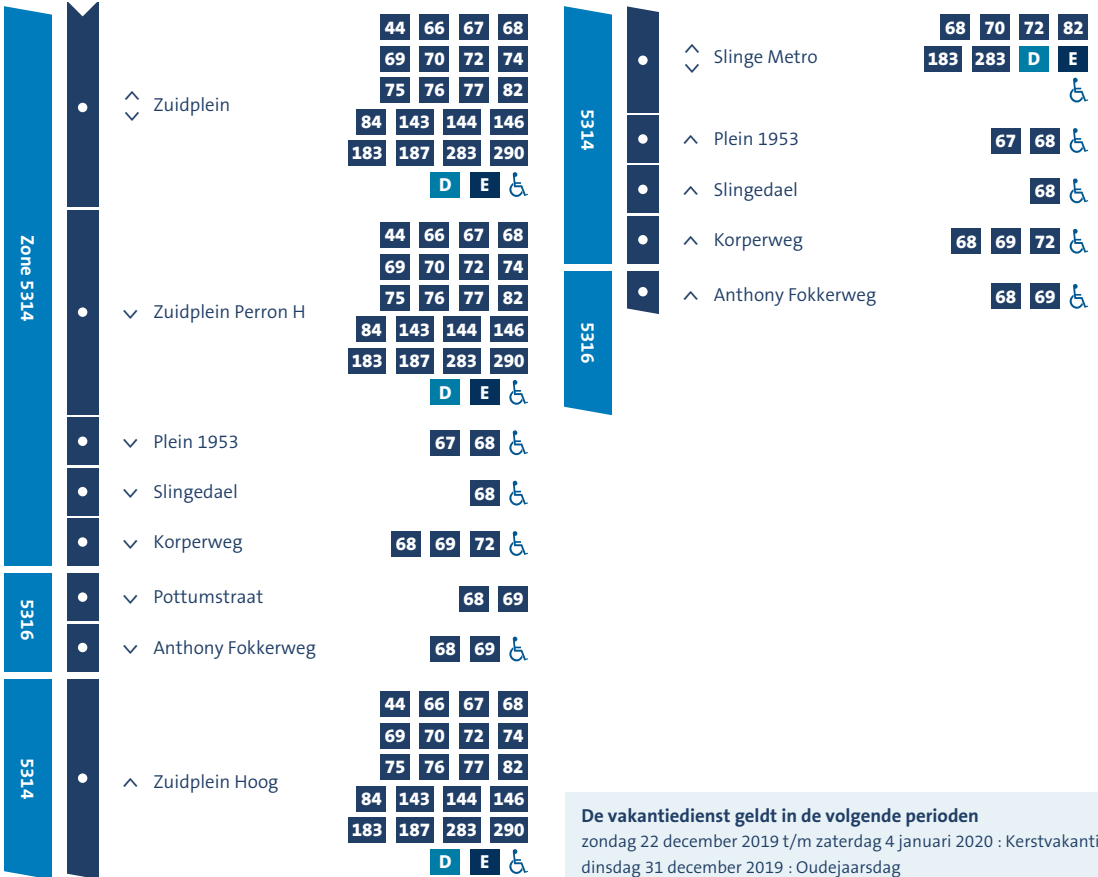 Zone 5314
44 66 67 68
69 70 72 74
Zuidplein
75 76 77 82
84 143 144 146
183 187 283 290
D E
44 66 67 68
69 70 72 74
75 76 77 82
Zuidplein Perron H
84 143 144 146
183 187 283 290
D E
Plein 1953 67 68
Slingedael 68
Korperweg 68 69 72
5316
Pottumstraat 68 69
Anthony Fokkerweg 68 69
5314
44 66 67 68
69 70 72 74
75 76 77 82
Zuidplein Hoog
84 143 144 146
183 187 283 290
D E
5314
68 70 72 82
Slinge Metro 183 283 D E
Plein 1953 67 68
Slingedael 68
Korperweg 68 69 72
5316
Anthony Fokkerweg 68 69
De vakantiedienst geldt in de volgende perioden
zondag 22 december 2019 t/m zaterdag 4 januari 2020 : Kerstvakanti
dinsdag 31 december 2019 : Oudejaarsdag